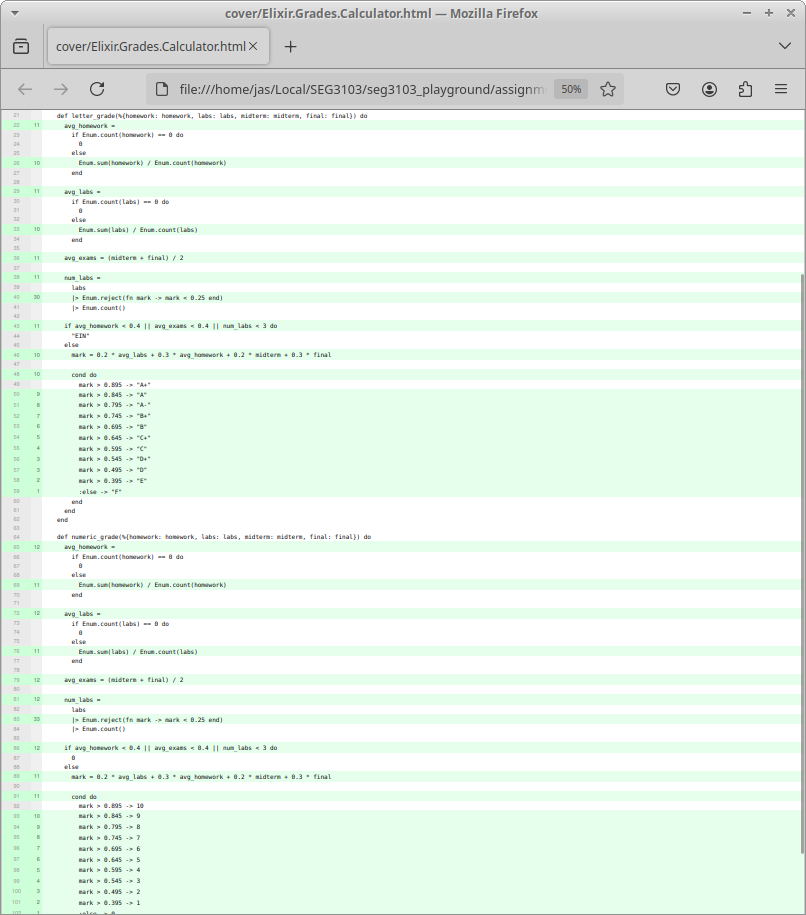 cover/Elixir.Grades.Calculator.html — Mozilla Firefox
cover/Elixir.Grades.Calculator.html
file:///home/jas/Local/SEG3103/seg3103_playground/assignm 50%
21 def letter_grade(%{homework: homework, labs: labs, midterm: midterm, final: final}) do
22 11 avg_homework =
23 if Enum.count(homework) == 0 do
24 0
25 else
26 10 Enum.sum(homework) / Enum.count(homework)
27 end
28
29 11 avg_labs =
30 if Enum.count(labs) == 0 do
31 0
32 else
33 10 Enum.sum(labs) / Enum.count(labs)
34 end
35
36 11 avg_exams = (midterm + final) / 2
37
38 11 num_labs =
39 labs
40 30 |> Enum.reject(fn mark -> mark < 0.25 end)
41 |> Enum.count()
42
43 11 if avg_homework < 0.4 || avg_exams < 0.4 || num_labs < 3 do
44 "EIN"
45 else
46 10 mark = 0.2 * avg_labs + 0.3 * avg_homework + 0.2 * midterm + 0.3 * final
47
48 10 cond do
49 mark > 0.895 -> "A+"
50 9 mark > 0.845 -> "A"
51 8 mark > 0.795 -> "A-"
52 7 mark > 0.745 -> "B+"
53 6 mark > 0.695 -> "B"
54 5 mark > 0.645 -> "C+"
55 4 mark > 0.595 -> "C"
56 3 mark > 0.545 -> "D+"
57 3 mark > 0.495 -> "D"
58 2 mark > 0.395 -> "E"
59 1 :else -> "F"
60 end
61 end
62 end
63
64 def numeric_grade(%{homework: homework, labs: labs, midterm: midterm, final: final}) do
65 12 avg_homework =
66 if Enum.count(homework) == 0 do
67 0
68 else
69 11 Enum.sum(homework) / Enum.count(homework)
70 end
71
72 12 avg_labs =
73 if Enum.count(labs) == 0 do
74 0
75 else
76 11 Enum.sum(labs) / Enum.count(labs)
77 end
78
79 12 avg_exams = (midterm + final) / 2
80
81 12 num_labs =
82 labs
83 33 |> Enum.reject(fn mark -> mark < 0.25 end)
84 |> Enum.count()
85
86 12 if avg_homework < 0.4 || avg_exams < 0.4 || num_labs < 3 do
87 0
88 else
89 11 mark = 0.2 * avg_labs + 0.3 * avg_homework + 0.2 * midterm + 0.3 * final
90
91 11 cond do
92 mark > 0.895 -> 10
93 10 mark > 0.845 -> 9
94 9 mark > 0.795 -> 8
95 8 mark > 0.745 -> 7
96 7 mark > 0.695 -> 6
97 6 mark > 0.645 -> 5
98 5 mark > 0.595 -> 4
99 4 mark > 0.545 -> 3
100 3 mark > 0.495 -> 2
101 2 mark > 0.395 -> 1
102 1 :else -> 0